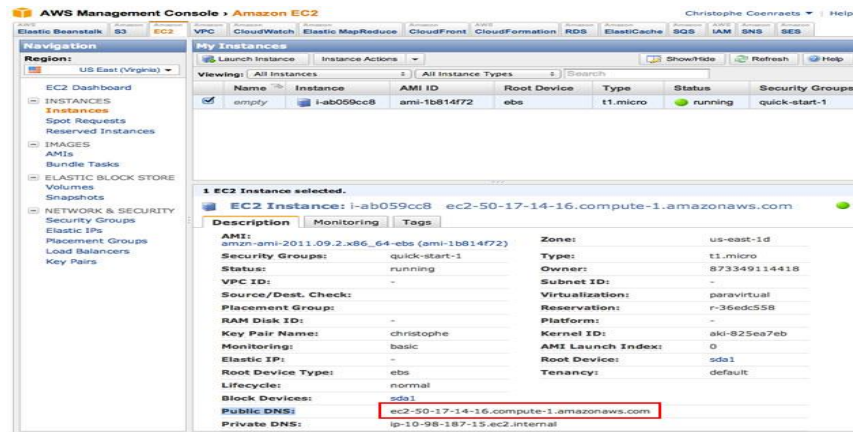 AWS Management Console › Amazon EC2
Christophe Coenraets Help
Elastic Beanstalk S3 EC2 VPC CloudWatch Elastic MapReduce CloudFront CloudFormation RDS ElastiCache SQS IAM SNS SES
Navigation
Region:
US East (Virginia)
EC2 Dashboard
INSTANCES
Instances
Spot Requests
Reserved Instances
IMAGES
AMIs
Bundle Tasks
ELASTIC BLOCK STORE
Volumes
Snapshots
NETWORK & SECURITY
Security Groups
Elastic IPs
Placement Groups
Load Balancers
Key Pairs
My Instances
Launch Instance Instance Actions Show/Hide Refresh Help
Viewing: All Instances All Instance Types Search
Name Instance AMI ID Root Device Type Status Security Groups
empty i-ab059cc8 ami-1b814f72 ebs t1.micro running quick-start-1
1 EC2 Instance selected.
EC2 Instance: i-ab059cc8 ec2-50-17-14-16.compute-1.amazonaws.com
Description Monitoring Tags
AMI:
amzn-ami-2011.09.2.x86_64-ebs (ami-1b814f72)
Zone: us-east-1d
Security Groups: quick-start-1 Type: t1.micro
Status: running Owner: 873349114418
VPC ID: - Subnet ID: -
Source/Dest. Check: Virtualization: paravirtual
Placement Group: Reservation: r-36edc558
RAM Disk ID: - Platform: -
Key Pair Name: christophe Kernel ID: aki-825ea7eb
Monitoring: basic AMI Launch Index: 0
Elastic IP: - Root Device: sda1
Root Device Type: ebs Tenancy: default
Lifecycle: normal
Block Devices: sda1
Public DNS: ec2-50-17-14-16.compute-1.amazonaws.com
Private DNS: ip-10-98-187-15.ec2.internal